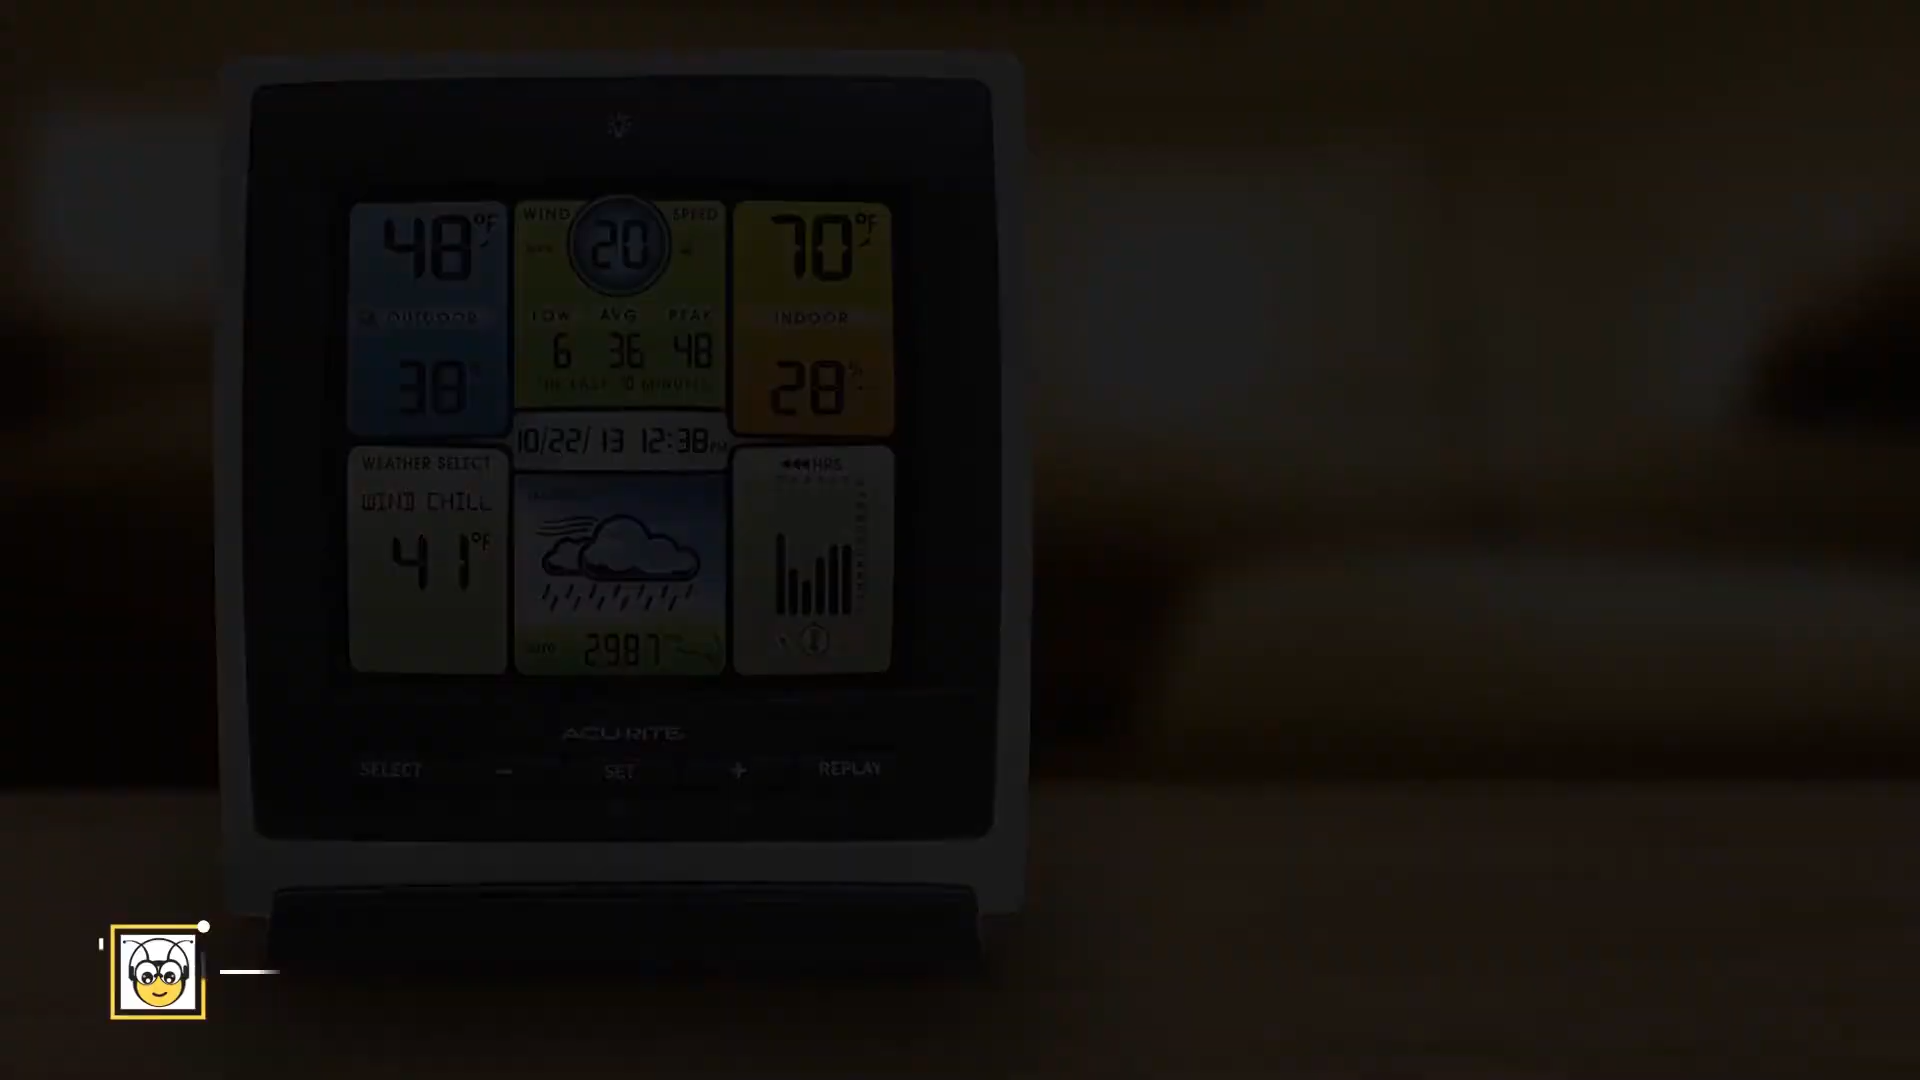 48°F
OUTDOOR
38
WIND SPEED
20
LOW AVG PEAK
6 36 48
70°F
INDOOR
28%
10/22/13 12:38PM
WEATHER SELECT
WIND CHILL
41°F
29.87
HRS
ACURITE
SELECT − SET + REPLAY